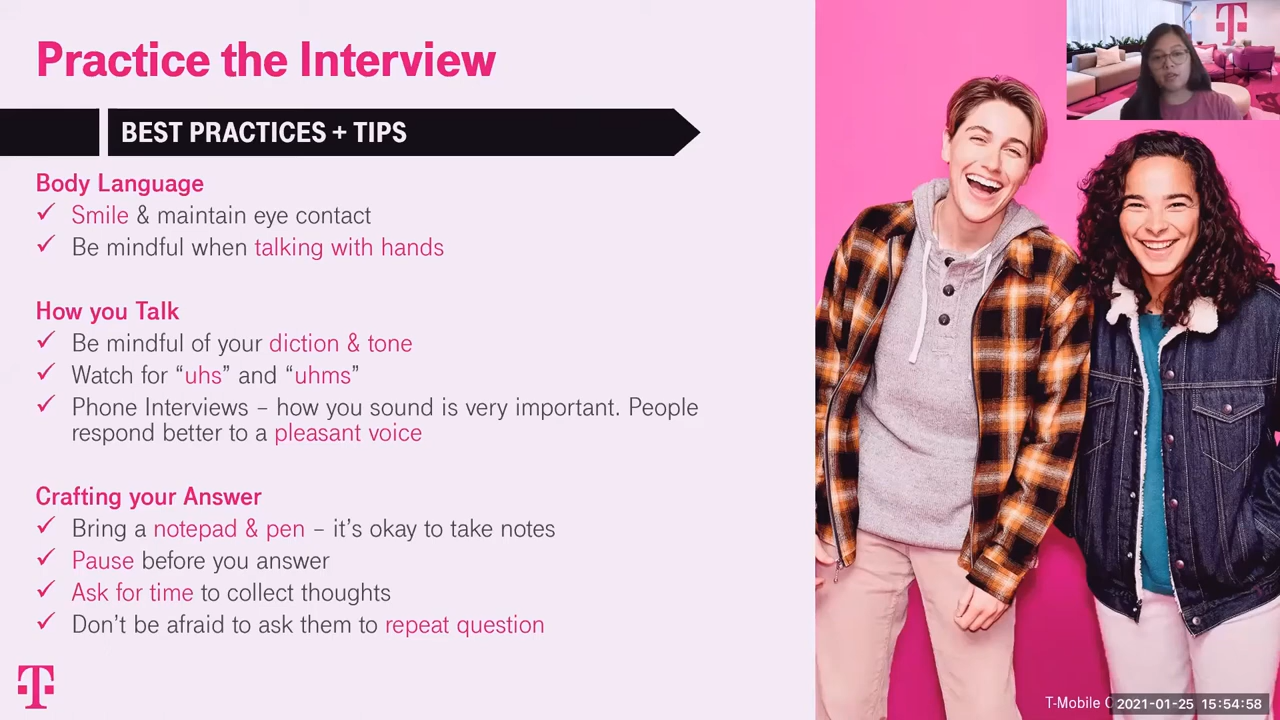 Practice the Interview
BEST PRACTICES + TIPS
Body Language
✓ Smile & maintain eye contact
✓ Be mindful when talking with hands
How you Talk
✓ Be mindful of your diction & tone
✓ Watch for “uhs” and “uhms”
✓ Phone Interviews – how you sound is very important. People
respond better to a pleasant voice
Crafting your Answer
✓ Bring a notepad & pen – it’s okay to take notes
✓ Pause before you answer
✓ Ask for time to collect thoughts
✓ Don’t be afraid to ask them to repeat question
T
T
T-Mobile
2021-01-25 15:54:58